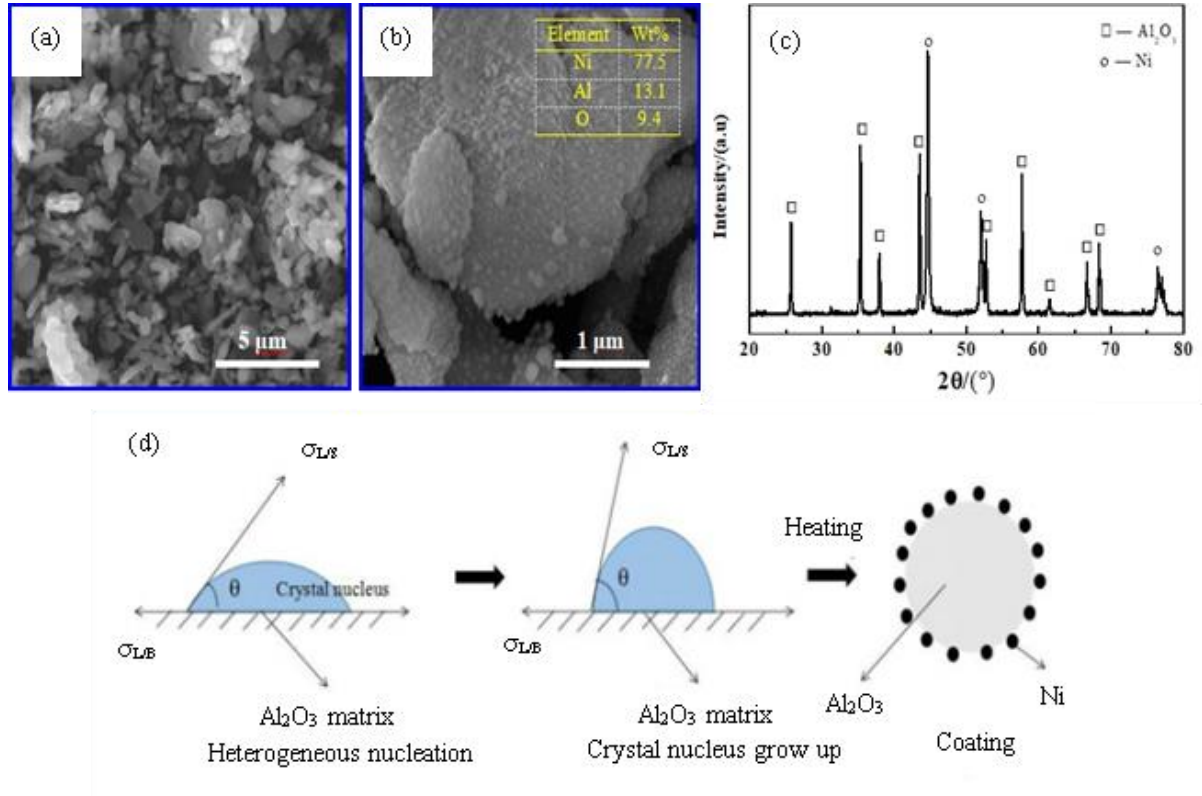 (a)
5 μm
(b)
Element Wt%
Ni 77.5
Al 13.1
O 9.4
1 μm
(c)
□ — Al₂O₃
○ — Ni
Intensity/(a.u)
20 30 40 50 60 70 80
2θ/(°)
(d)
σL/S
θ
Crystal nucleus
σL/B
Al₂O₃ matrix
Heterogeneous nucleation
σL/S
θ
σL/B
Al₂O₃ matrix
Crystal nucleus grow up
Heating
Al₂O₃
Ni
Coating